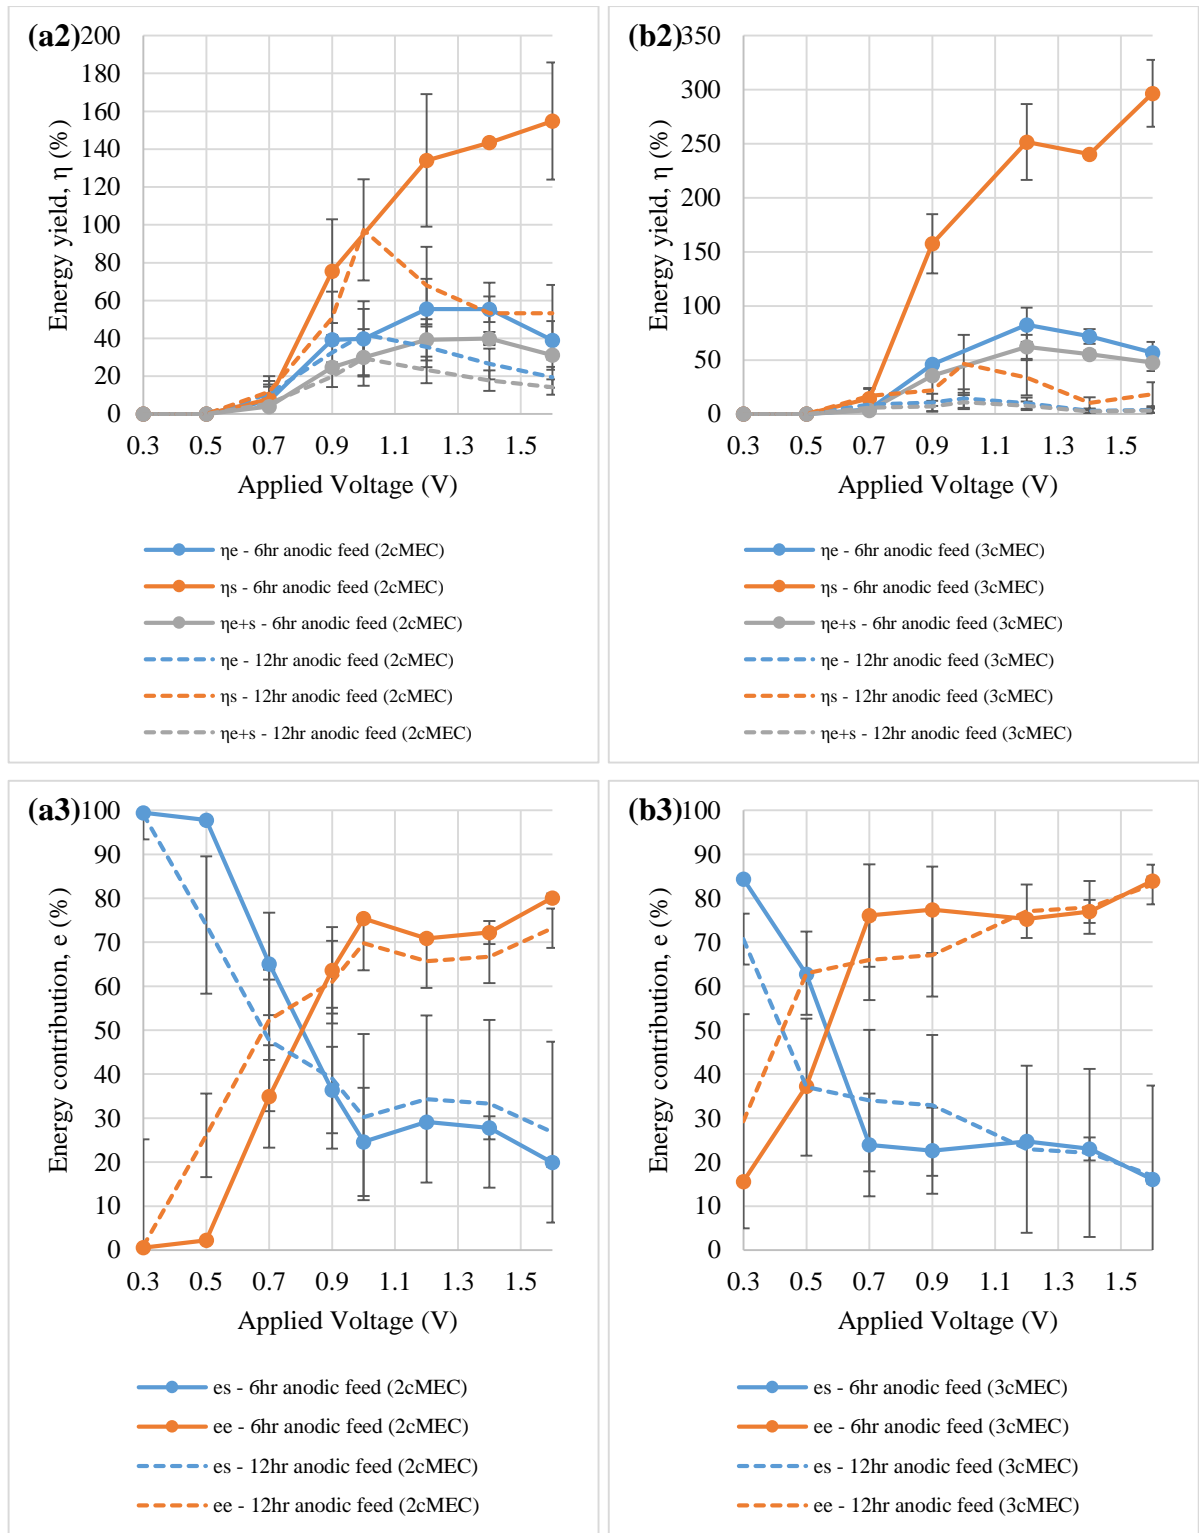 (a2)
200
180
160
140
120
100
80
60
40
20
0
Energy yield, η (%)
0.3 0.5 0.7 0.9 1.1 1.3 1.5
Applied Voltage (V)
ηe - 6hr anodic feed (2cMEC)
ηs - 6hr anodic feed (2cMEC)
ηe+s - 6hr anodic feed (2cMEC)
ηe - 12hr anodic feed (2cMEC)
ηs - 12hr anodic feed (2cMEC)
ηe+s - 12hr anodic feed (2cMEC)
(b2)
350
300
250
200
150
100
50
0
Energy yield, η (%)
0.3 0.5 0.7 0.9 1.1 1.3 1.5
Applied Voltage (V)
ηe - 6hr anodic feed (3cMEC)
ηs - 6hr anodic feed (3cMEC)
ηe+s - 6hr anodic feed (3cMEC)
ηe - 12hr anodic feed (3cMEC)
ηs - 12hr anodic feed (3cMEC)
ηe+s - 12hr anodic feed (3cMEC)
(a3)
100
90
80
70
60
50
40
30
20
10
0
Energy contribution, e (%)
0.3 0.5 0.7 0.9 1.1 1.3 1.5
Applied Voltage (V)
es - 6hr anodic feed (2cMEC)
ee - 6hr anodic feed (2cMEC)
es - 12hr anodic feed (2cMEC)
ee - 12hr anodic feed (2cMEC)
(b3)
100
90
80
70
60
50
40
30
20
10
0
Energy contribution, e (%)
0.3 0.5 0.7 0.9 1.1 1.3 1.5
Applied Voltage (V)
es - 6hr anodic feed (3cMEC)
ee - 6hr anodic feed (3cMEC)
es - 12hr anodic feed (3cMEC)
ee - 12hr anodic feed (3cMEC)